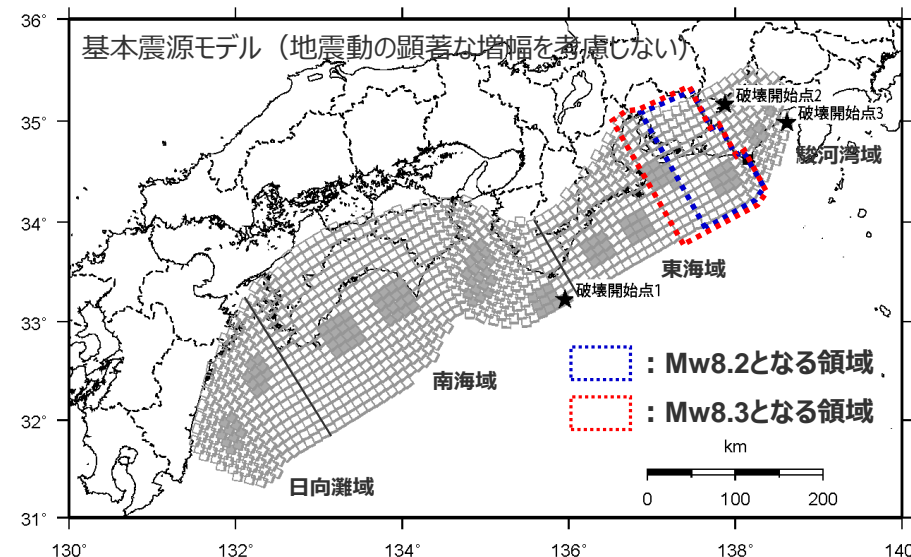 基本震源モデル（地震動の顕著な増幅を考慮しない）
36°
35°
34°
33°
32°
31°
破壊開始点2
破壊開始点3
駿河湾域
東海域
破壊開始点1
南海域
日向灘域
：Mw8.2となる領域
：Mw8.3となる領域
km
0 100 200
130° 132° 134° 136° 138° 140